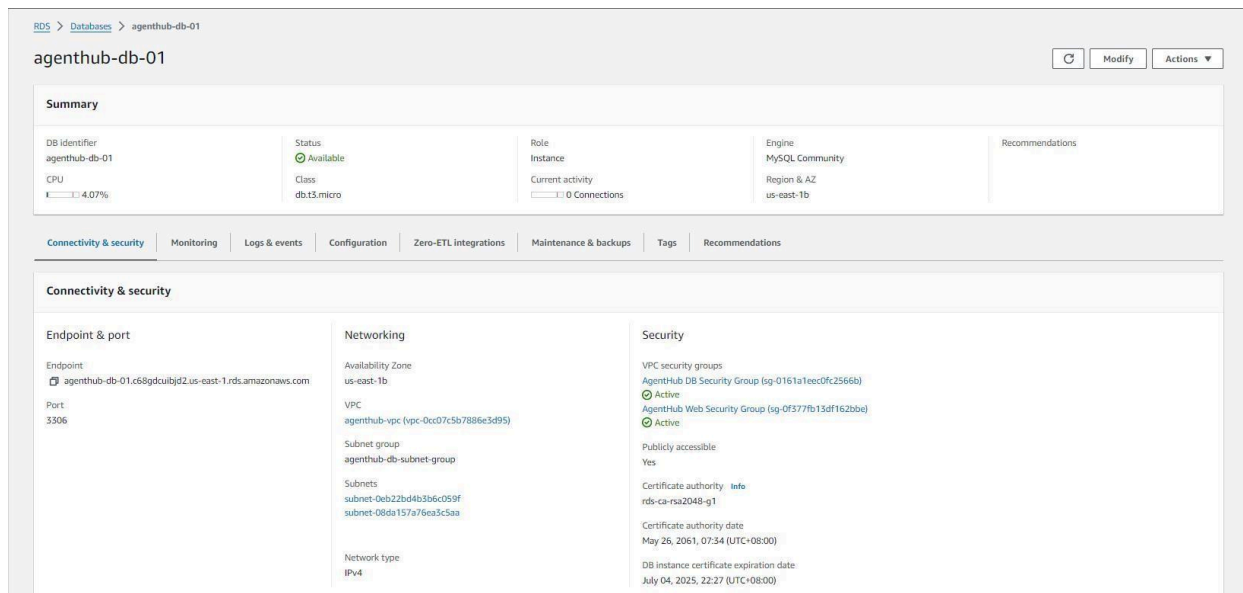 RDS > Databases > agenthub-db-01
agenthub-db-01
Modify
Actions ▼
Summary
DB identifier
agenthub-db-01
Status
Available
Role
Instance
Engine
MySQL Community
Recommendations
CPU
4.07%
Class
db.t3.micro
Current activity
0 Connections
Region & AZ
us-east-1b
Connectivity & security
Monitoring
Logs & events
Configuration
Zero-ETL integrations
Maintenance & backups
Tags
Recommendations
Connectivity & security
Endpoint & port
Endpoint
agenthub-db-01.c68gdcuibjd2.us-east-1.rds.amazonaws.com
Port
3306
Networking
Availability Zone
us-east-1b
VPC
agenthub-vpc (vpc-0cc07c5b7886e3d95)
Subnet group
agenthub-db-subnet-group
Subnets
subnet-0eb22bd4b3b6c059f
subnet-08da157a76ea3c5aa
Network type
IPv4
Security
VPC security groups
AgentHub DB Security Group (sg-0161a1eec0fc2566b)
Active
AgentHub Web Security Group (sg-0f377fb13df162bbe)
Active
Publicly accessible
Yes
Certificate authority Info
rds-ca-rsa2048-g1
Certificate authority date
May 26, 2061, 07:34 (UTC+08:00)
DB instance certificate expiration date
July 04, 2025, 22:27 (UTC+08:00)